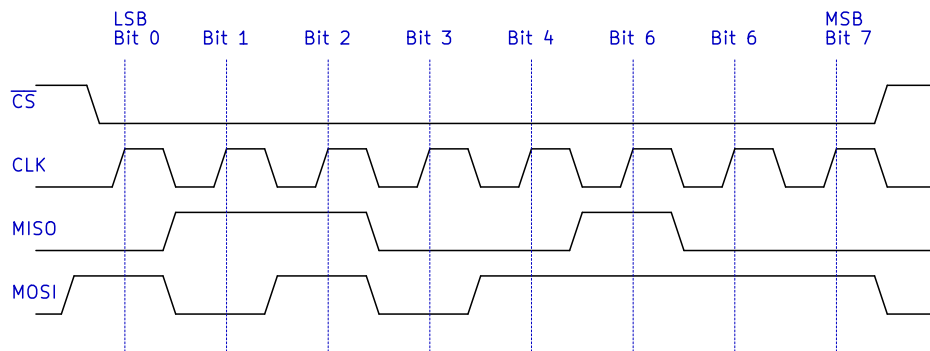 LSB MSB
Bit 0 Bit 1 Bit 2 Bit 3 Bit 4 Bit 6 Bit 6 Bit 7
CS
CLK
MISO
MOSI